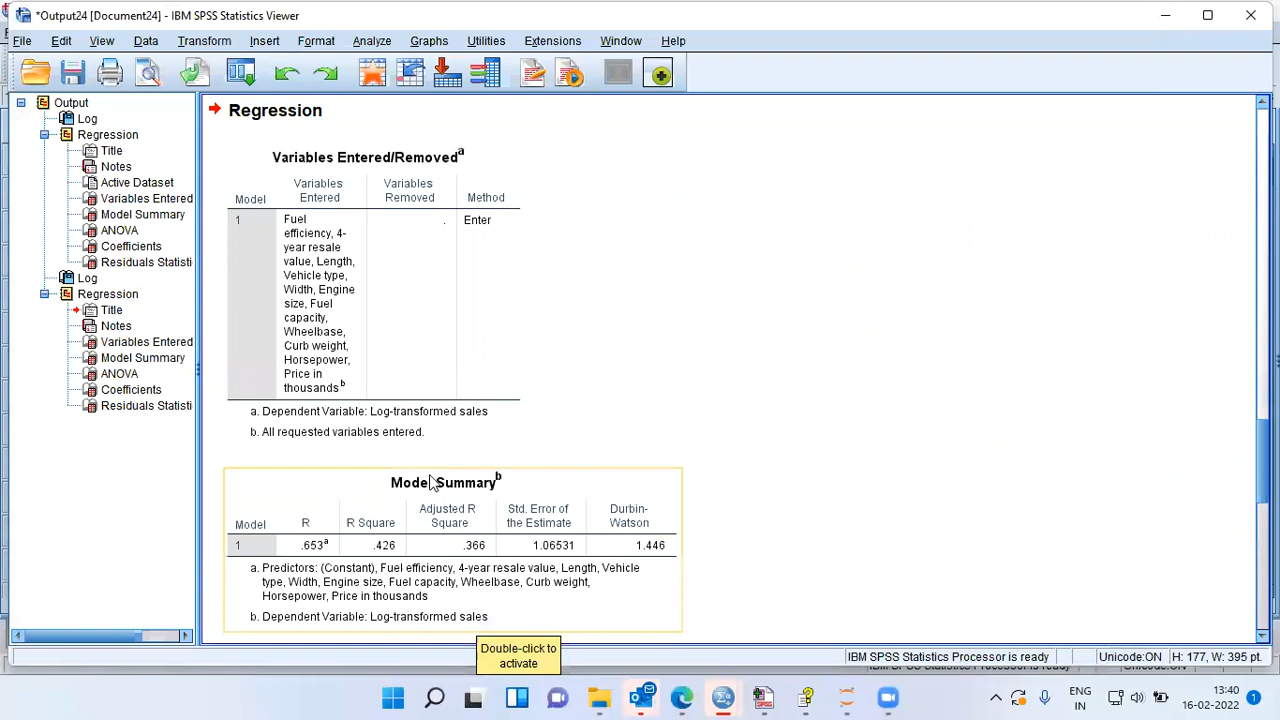 *Output24 [Document24] - IBM SPSS Statistics Viewer
File Edit View Data Transform Insert Format Analyze Graphs Utilities Extensions Window Help
Output
Log
Regression
Title
Notes
Active Dataset
Variables Entered
Model Summary
ANOVA
Coefficients
Residuals Statisti
Log
Regression
Title
Notes
Variables Entered
Model Summary
ANOVA
Coefficients
Residuals Statisti
Regression
Variables Entered/Removed a
Model Variables Entered Variables Removed Method
1 Fuel . Enter
efficiency, 4-
year resale
value, Length,
Vehicle type,
Width, Engine
size, Fuel
capacity,
Wheelbase,
Curb weight,
Horsepower,
Price in
thousands b
a. Dependent Variable: Log-transformed sales
b. All requested variables entered.
Model Summary b
Model R R Square Adjusted R Square Std. Error of the Estimate Durbin-Watson
1 .653a .426 .366 1.06531 1.446
a. Predictors: (Constant), Fuel efficiency, 4-year resale value, Length, Vehicle
type, Width, Engine size, Fuel capacity, Wheelbase, Curb weight,
Horsepower, Price in thousands
b. Dependent Variable: Log-transformed sales
Double-click to
activate
IBM SPSS Statistics Processor is ready Unicode:ON H: 177, W: 395 pt.
ENG
IN
13:40
16-02-2022
1